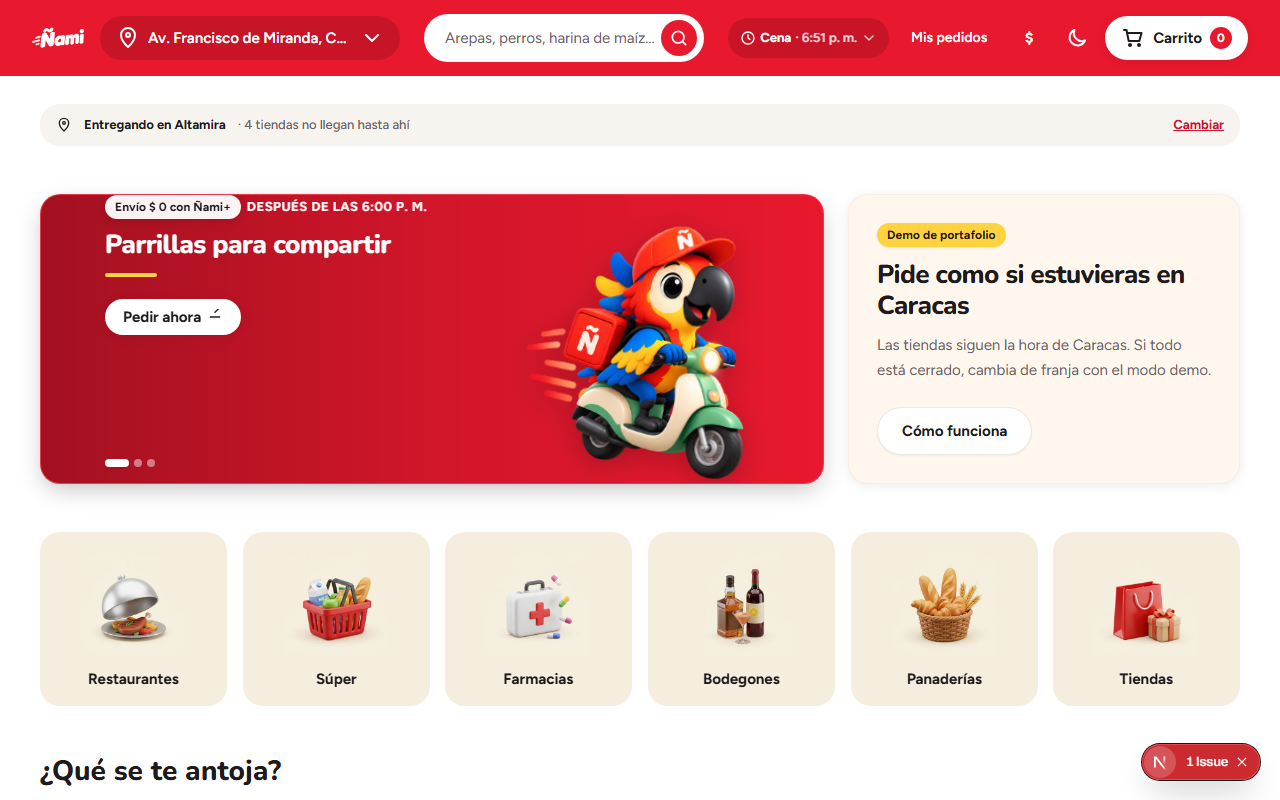 Ñami
Av. Francisco de Miranda, C...
Arepas, perros, harina de maíz...
Cena · 6:51 p. m.
Mis pedidos
$
Carrito 0
Entregando en Altamira · 4 tiendas no llegan hasta ahí
Cambiar
Envío $ 0 con Ñami+ DESPUÉS DE LAS 6:00 P. M.
Parrillas para compartir
Pedir ahora
Ñ
Ñ
Demo de portafolio
Pide como si estuvieras en
Caracas
Las tiendas siguen la hora de Caracas. Si todo
está cerrado, cambia de franja con el modo demo.
Cómo funciona
Restaurantes
Súper
Farmacias
Bodegones
Panaderías
Tiendas
¿Qué se te antoja?
N 1 Issue